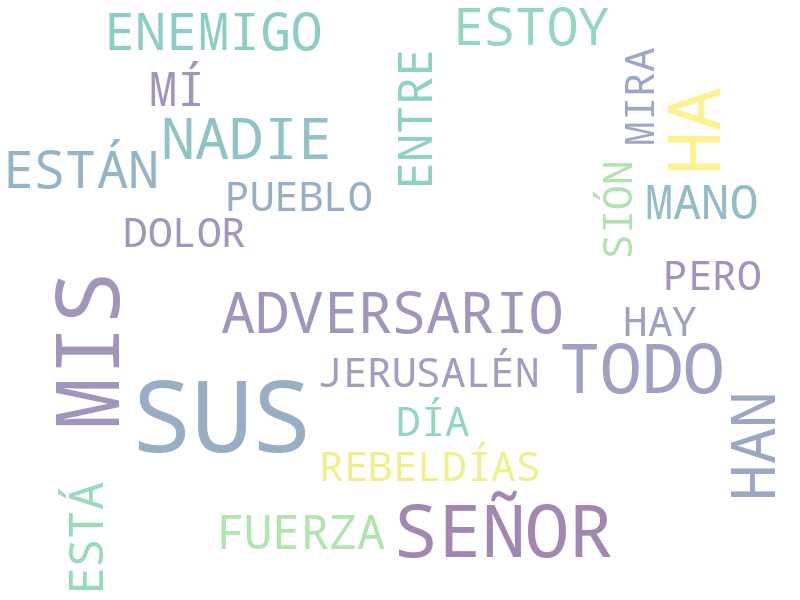 ENEMIGO
ESTOY
MÍ
ENTRE
MIRA
HA
NADIE
ESTÁN
PUEBLO
SIÓN
MANO
DOLOR
PERO
MIS
ADVERSARIO
HAY
JERUSALÉN
TODO
SUS
DÍA
HAN
REBELDÍAS
ESTÁ
FUERZA
SEÑOR